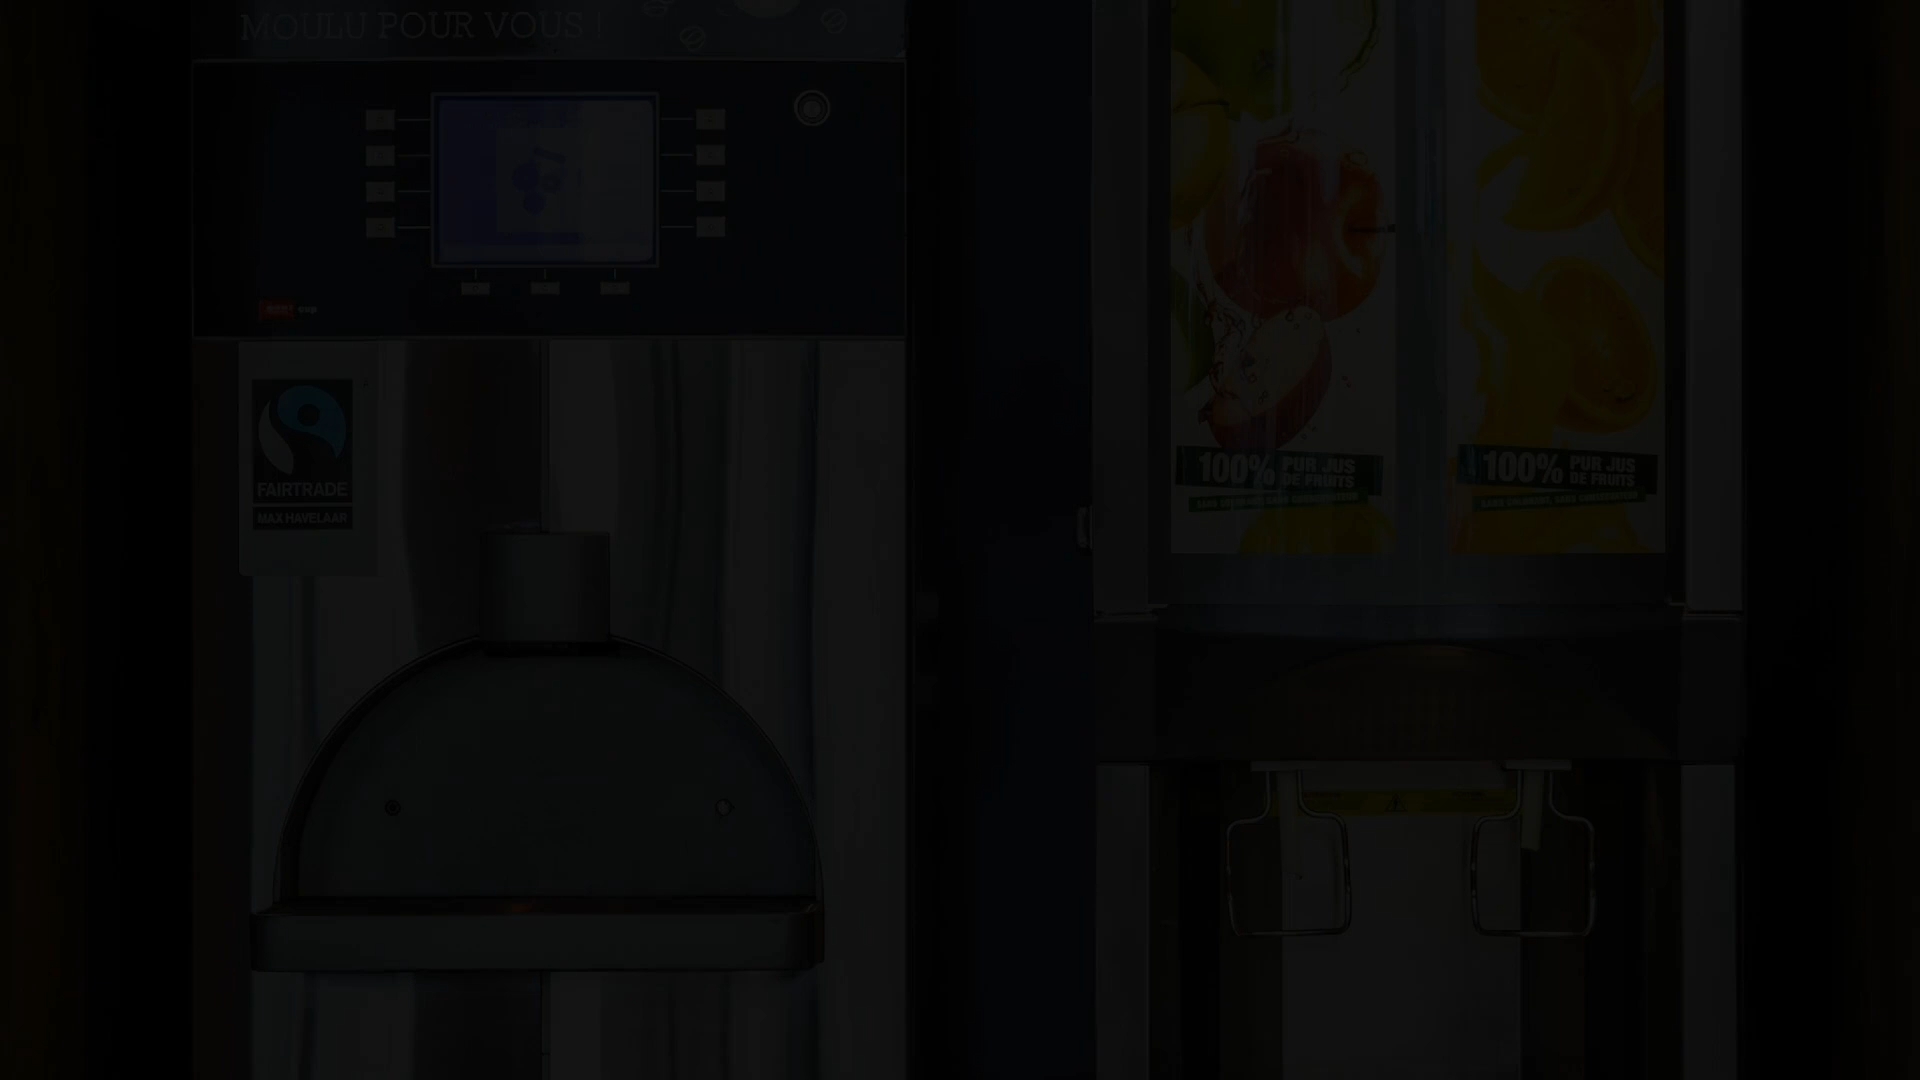 MOULU POUR VOUS !
FAIRTRADE
MAX HAVELAAR
100% PUR JUS
DE FRUITS
100% PUR JUS
DE FRUITS